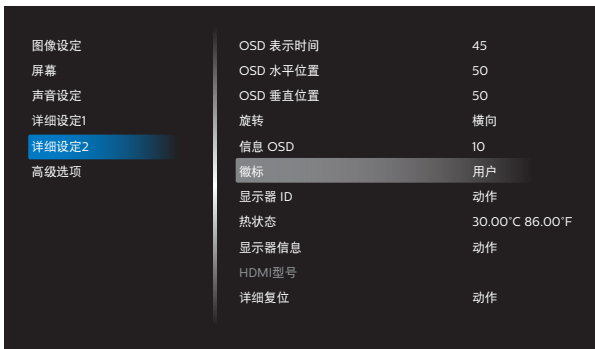 图像设定
屏幕
声音设定
详细设定1
详细设定2
高级选项
OSD 表示时间 45
OSD 水平位置 50
OSD 垂直位置 50
旋转 横向
信息 OSD 10
徽标 用户
显示器 ID 动作
热状态 30.00°C 86.00°F
显示器信息 动作
HDMI型号
详细复位 动作